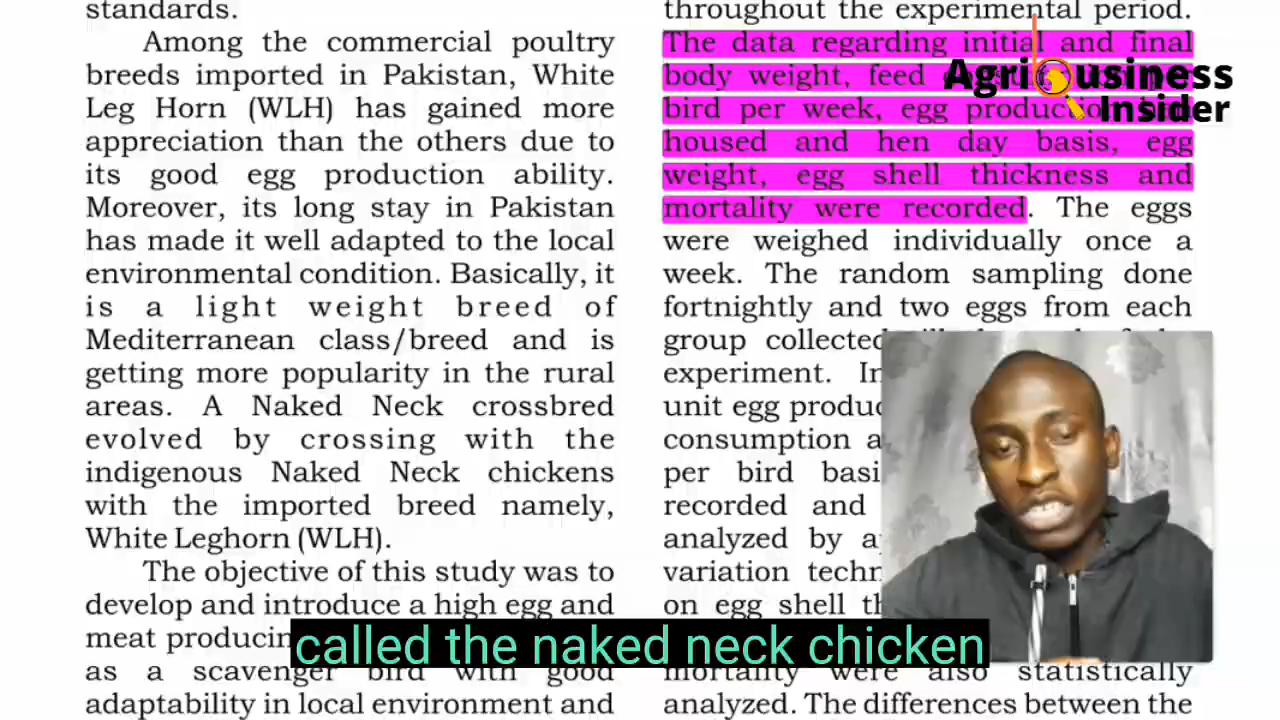 standards.
Among the commercial poultry
breeds imported in Pakistan, White
Leg Horn (WLH) has gained more
appreciation than the others due to
its good egg production ability.
Moreover, its long stay in Pakistan
has made it well adapted to the local
environmental condition. Basically, it
is a light weight breed of
Mediterranean class/breed and is
getting more popularity in the rural
areas. A Naked Neck crossbred
evolved by crossing with the
indigenous Naked Neck chickens
with the imported breed namely,
White Leghorn (WLH).
The objective of this study was to
develop and introduce a high egg and
meat
as a scavenger bird with good
adaptability in local environment and
throughout the experimental period.
The data regarding initial and final
body weight, feed
bird per week, egg
housed and hen day basis, egg
weight, egg shell thickness and
mortality were recorded. The eggs
were weighed individually once a
week. The random sampling done
fortnightly and two eggs from each
group collected
experiment.
unit egg
consumption
per bird
recorded and
analyzed by
variation
on egg shell
mortality were also statistically
analyzed. The differences between the
Agribusiness
Insider
called the naked neck chicken